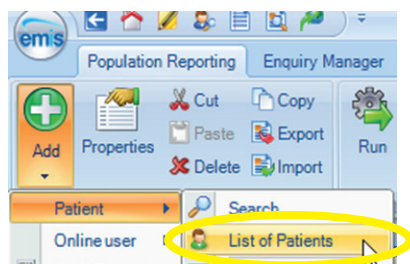 emis
Population Reporting Enquiry Manager
Add Properties Cut Copy Run
Paste Export
Delete Import
Patient Search
Online user List of Patients